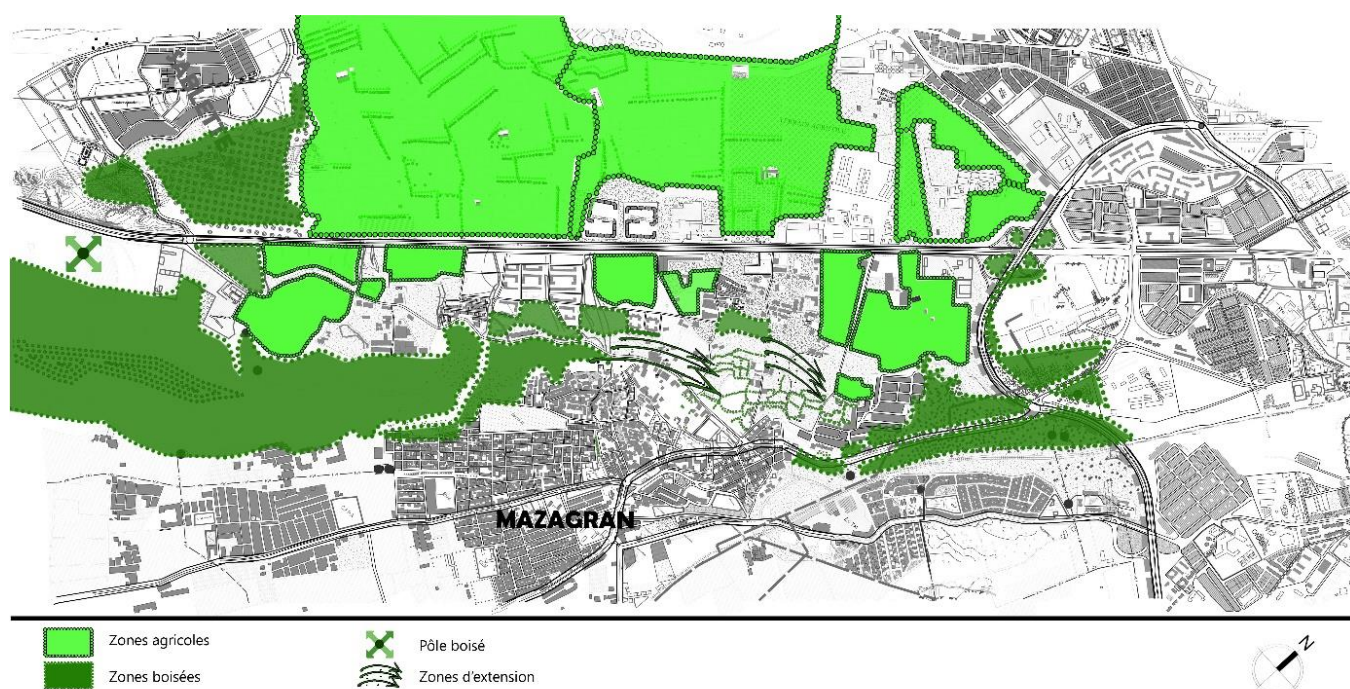 MAZAGRAN
Zones agricoles
Pôle boisé
Zones boisées
Zones d'extension
N